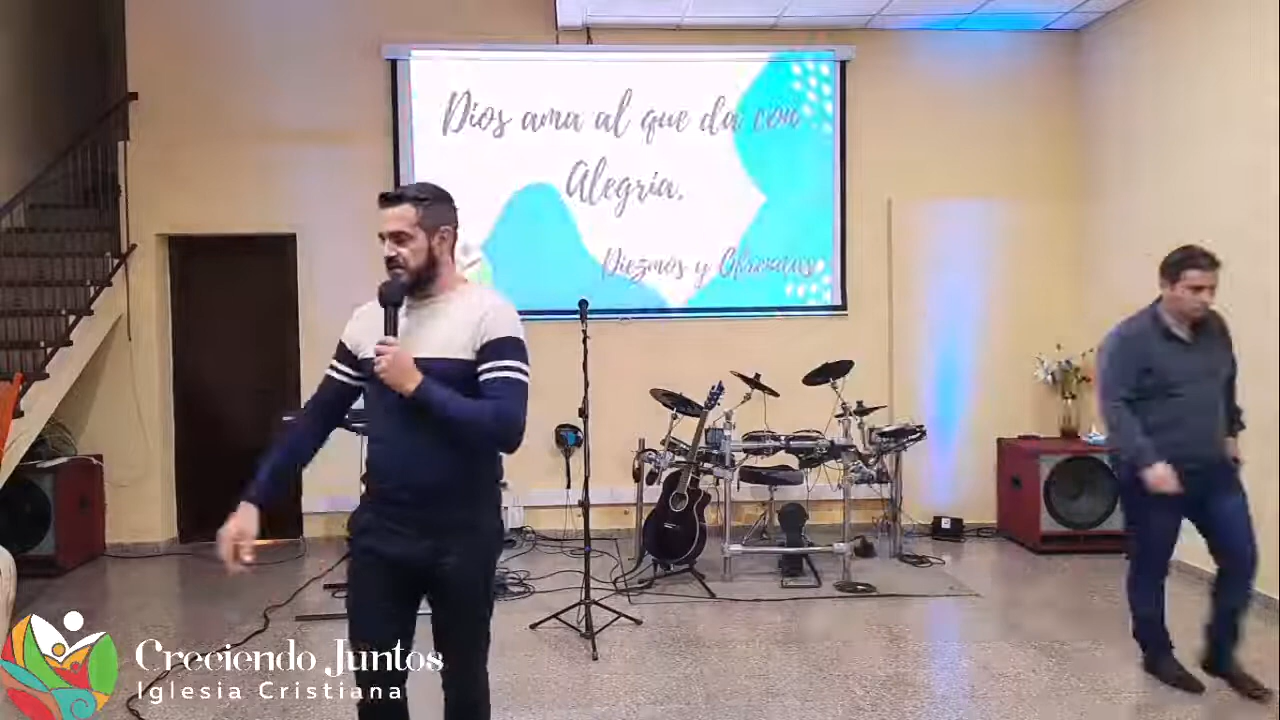 Dios ama al que da con
Alegría.
Diezmos y Ofrendas
Creciendo Juntos
Iglesia Cristiana